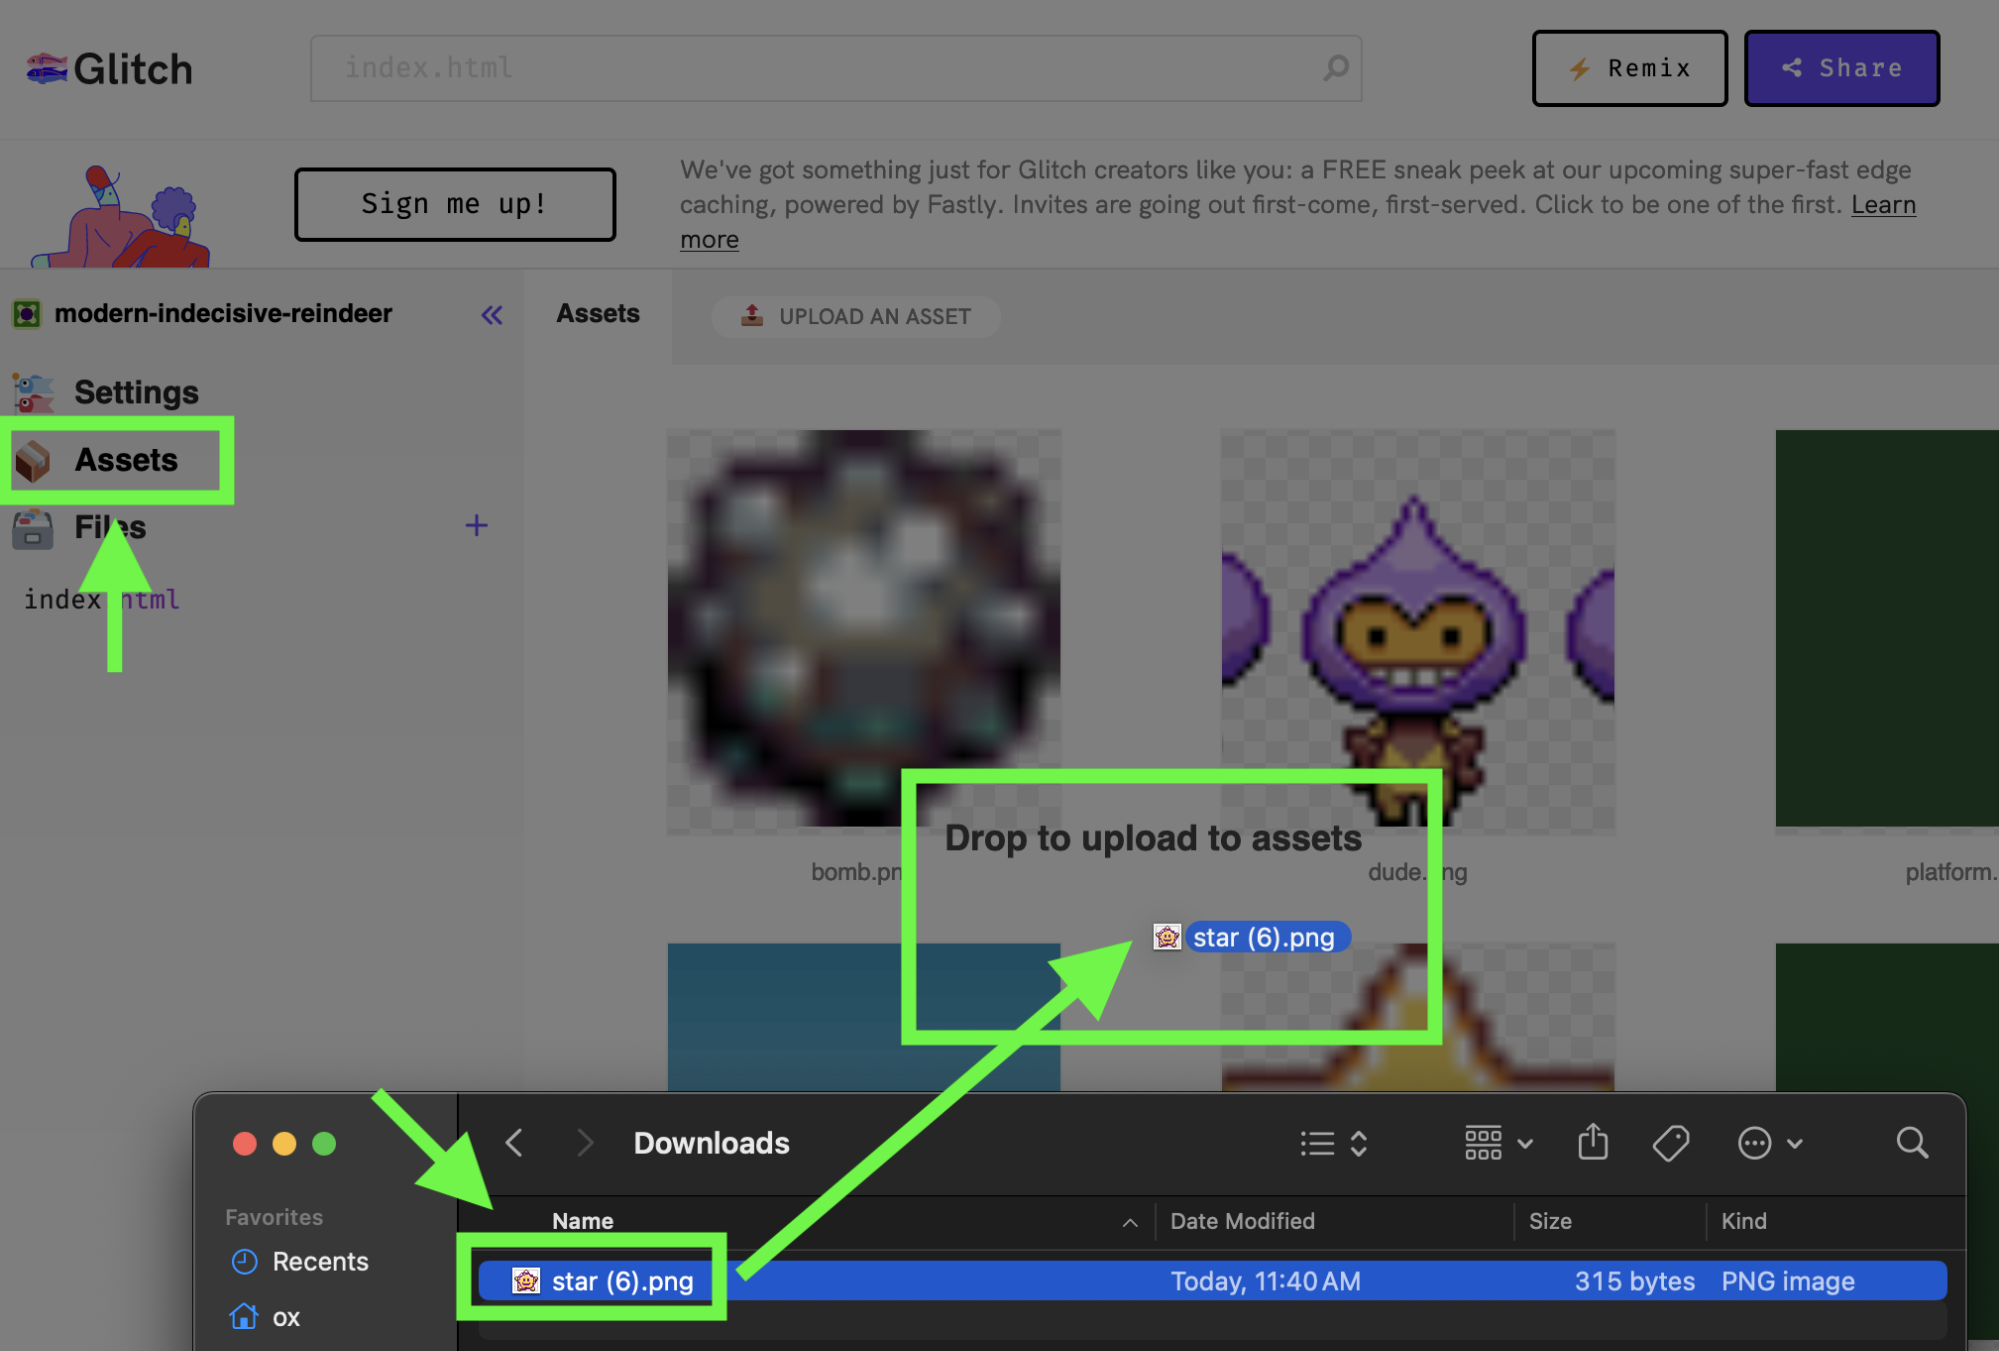 Glitch
index.html
Remix
Share
Sign me up!
We've got something just for Glitch creators like you: a FREE sneak peek at our upcoming super-fast edge
caching, powered by Fastly. Invites are going out first-come, first-served. Click to be one of the first. Learn
more
modern-indecisive-reindeer
Assets
UPLOAD AN ASSET
Settings
Assets
Files
index html
Drop to upload to assets
bomb.pn
dude. ng
platform.
star (6).png
Downloads
Favorites
Name
Date Modified
Size
Kind
Recents
star (6).png
Today, 11:40 AM
315 bytes
PNG image
ox